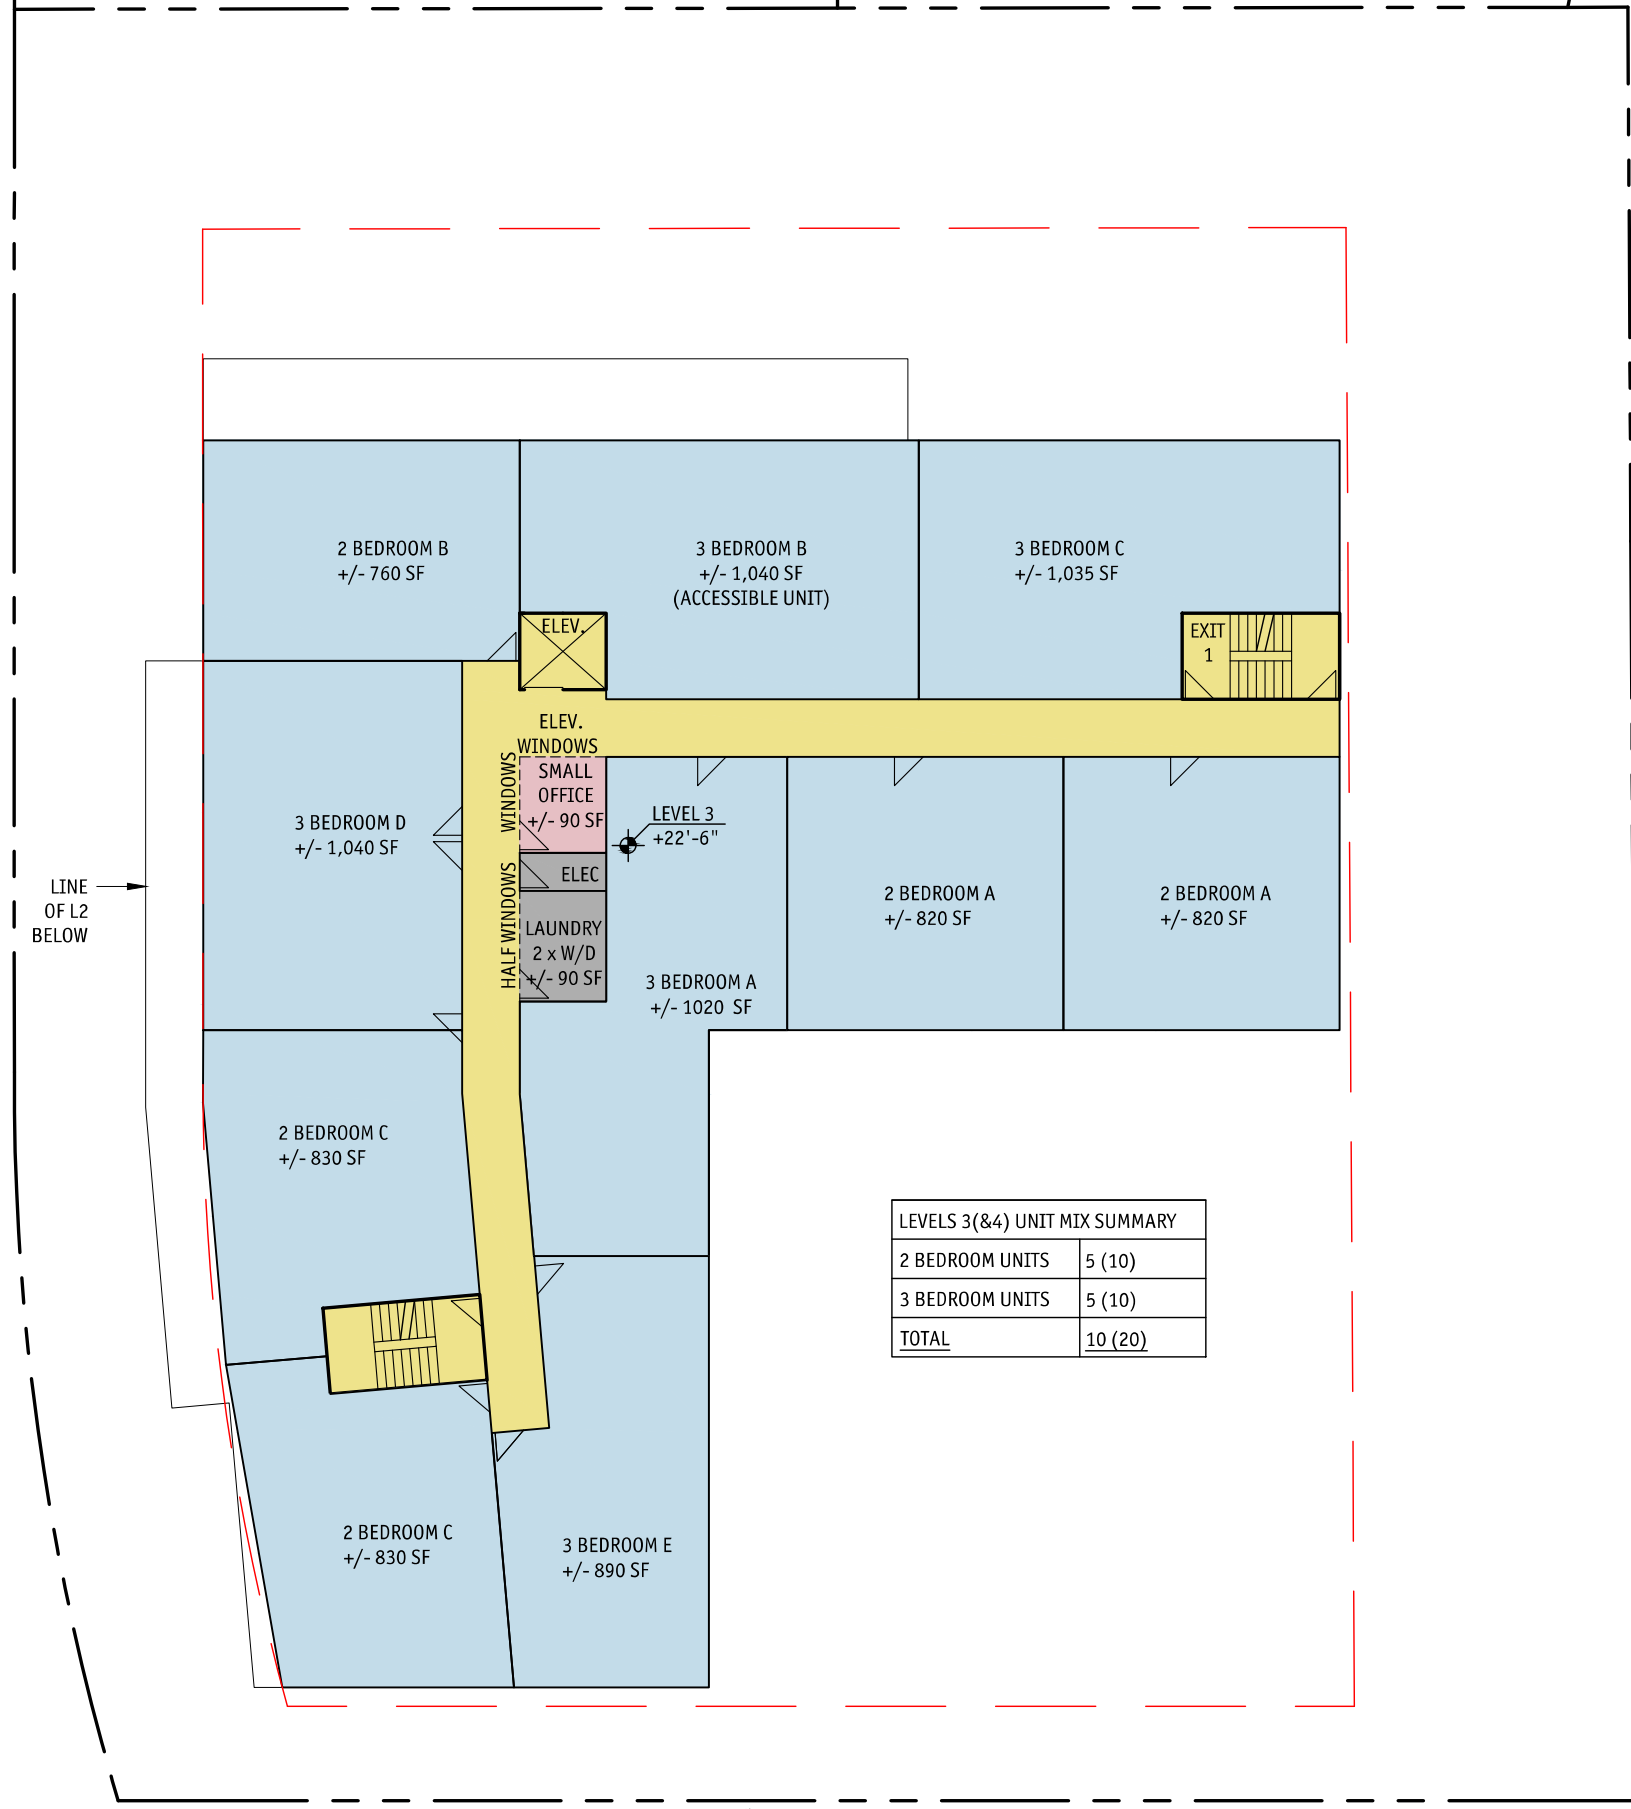 2 BEDROOM B
+/- 760 SF
3 BEDROOM B
+/- 1,040 SF
(ACCESSIBLE UNIT)
3 BEDROOM C
+/- 1,035 SF
ELEV.
EXIT
1
ELEV.
WINDOWS
WINDOWS
SMALL
OFFICE
+/- 90 SF
LEVEL 3
+22'-6"
3 BEDROOM D
+/- 1,040 SF
ELEC
HALF WINDOWS
LAUNDRY
2 x W/D
+/- 90 SF
LINE
OF L2
BELOW
2 BEDROOM A
+/- 820 SF
2 BEDROOM A
+/- 820 SF
3 BEDROOM A
+/- 1020 SF
2 BEDROOM C
+/- 830 SF
LEVELS 3(&4) UNIT MIX SUMMARY
2 BEDROOM UNITS 5 (10)
3 BEDROOM UNITS 5 (10)
TOTAL 10 (20)
2 BEDROOM C
+/- 830 SF
3 BEDROOM E
+/- 890 SF